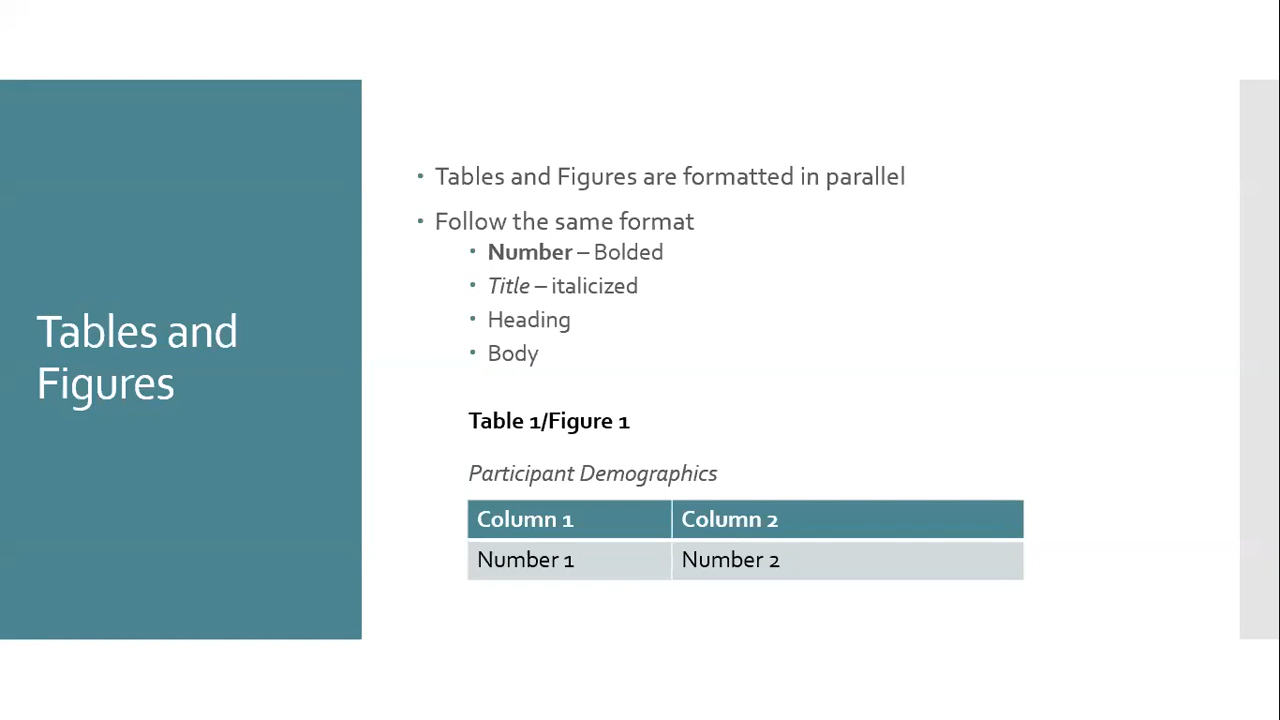 Tables and
Figures
• Tables and Figures are formatted in parallel
• Follow the same format
• Number – Bolded
• Title – italicized
• Heading
• Body
Table 1/Figure 1
Participant Demographics
Column 1 Column 2
Number 1 Number 2